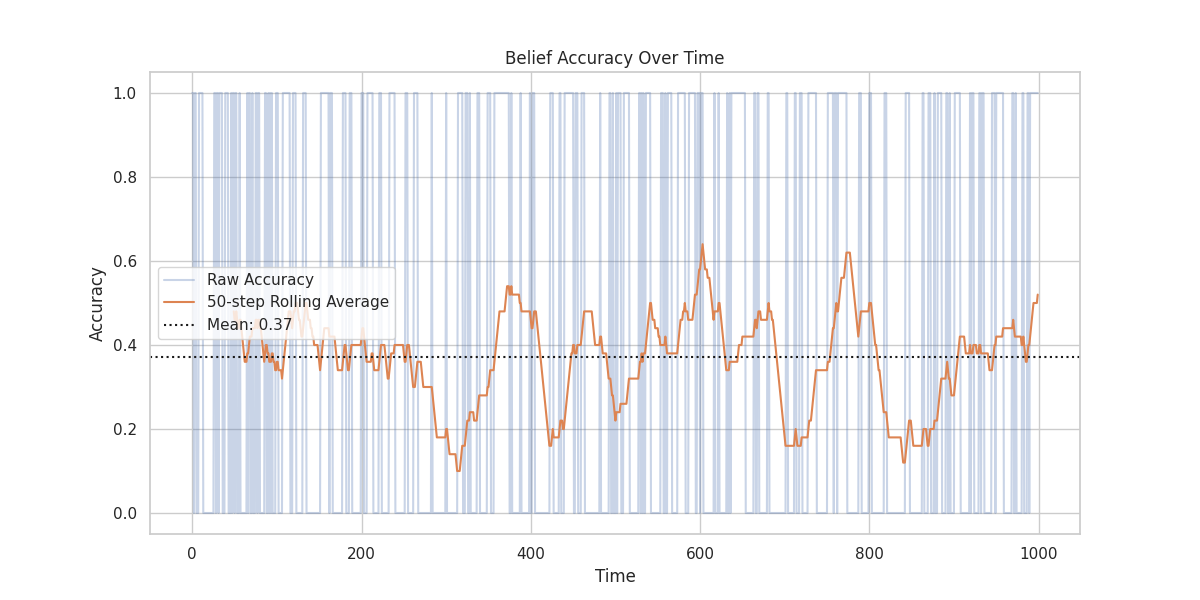 Belief Accuracy Over Time
1.0
0.8
0.6
0.4
0.2
0.0
Accuracy
Raw Accuracy
50-step Rolling Average
Mean: 0.37
0 200 400 600 800 1000
Time